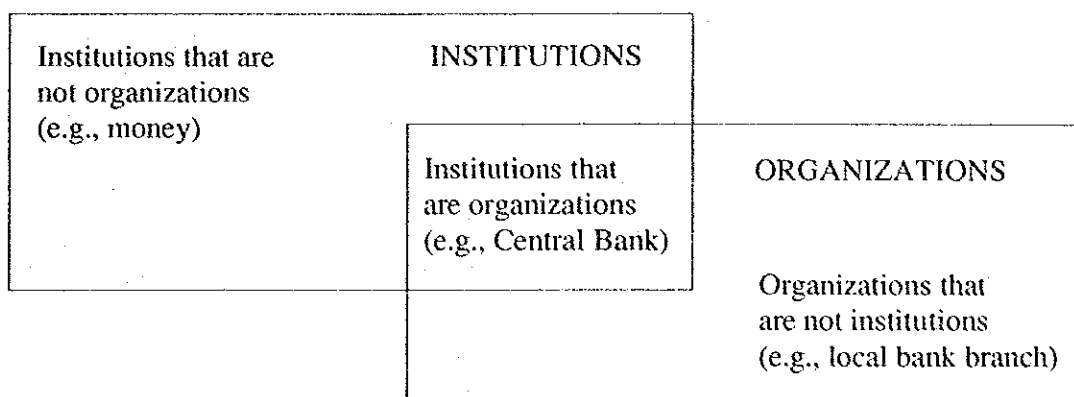 Institutions that are
not organizations
(e.g., money)
INSTITUTIONS
Institutions that
are organizations
(e.g., Central Bank)
ORGANIZATIONS
Organizations that
are not institutions
(e.g., local bank branch)